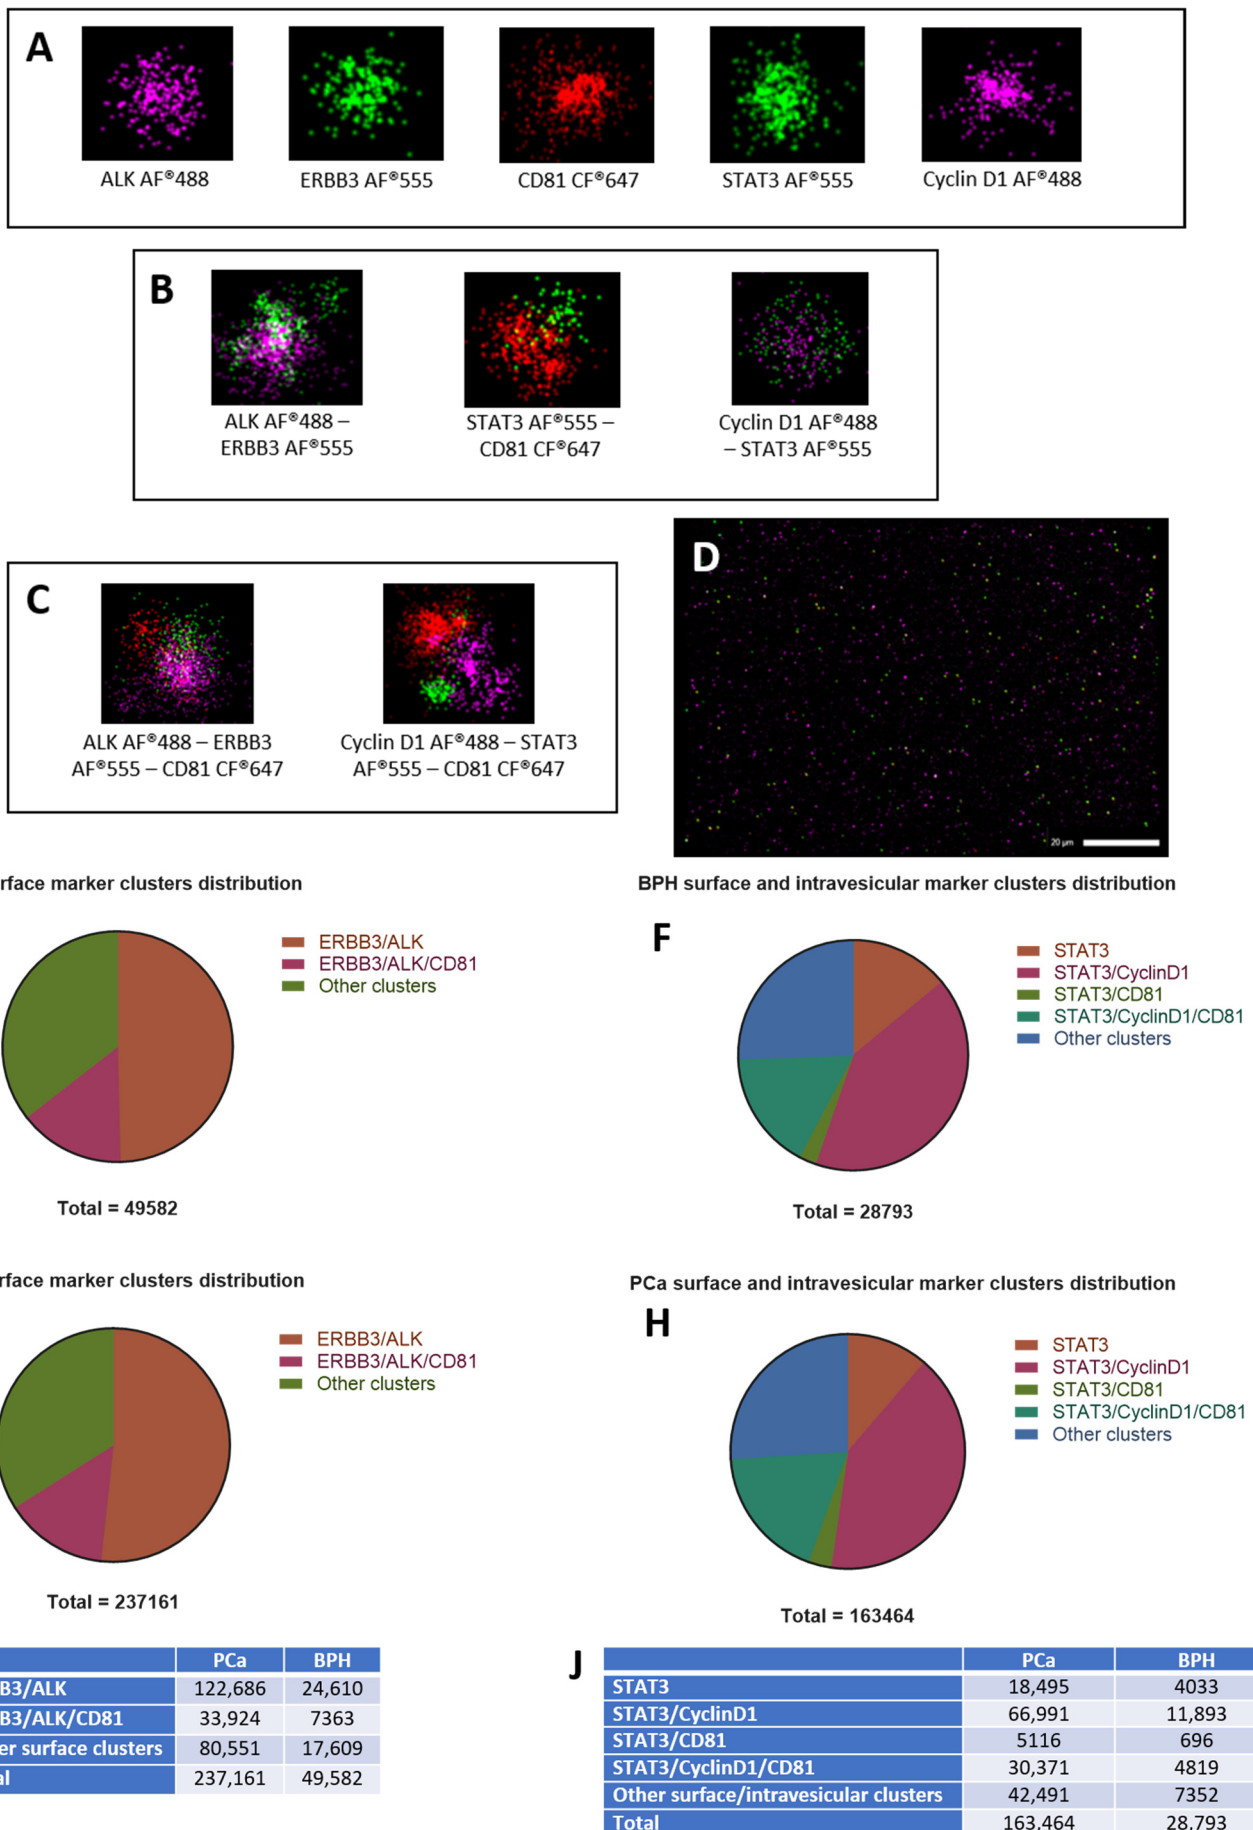 A
ALK AF®488
ERBB3 AF®555
CD81 CF®647
STAT3 AF®555
Cyclin D1 AF®488
B
ALK AF®488 –
ERBB3 AF®555
STAT3 AF®555 –
CD81 CF®647
Cyclin D1 AF®488
– STAT3 AF®555
C
ALK AF®488 – ERBB3
AF®555 – CD81 CF®647
Cyclin D1 AF®488 – STAT3
AF®555 – CD81 CF®647
D
20 µm
rface marker clusters distribution
ERBB3/ALK
ERBB3/ALK/CD81
Other clusters
Total = 49582
BPH surface and intravesicular marker clusters distribution
F
STAT3
STAT3/CyclinD1
STAT3/CD81
STAT3/CyclinD1/CD81
Other clusters
Total = 28793
rface marker clusters distribution
ERBB3/ALK
ERBB3/ALK/CD81
Other clusters
Total = 237161
PCa surface and intravesicular marker clusters distribution
H
STAT3
STAT3/CyclinD1
STAT3/CD81
STAT3/CyclinD1/CD81
Other clusters
Total = 163464
PCa BPH
B3/ALK 122,686 24,610
B3/ALK/CD81 33,924 7363
er surface clusters 80,551 17,609
al 237,161 49,582
J
PCa BPH
STAT3 18,495 4033
STAT3/CyclinD1 66,991 11,893
STAT3/CD81 5116 696
STAT3/CyclinD1/CD81 30,371 4819
Other surface/intravesicular clusters 42,491 7352
Total 163,464 28,793